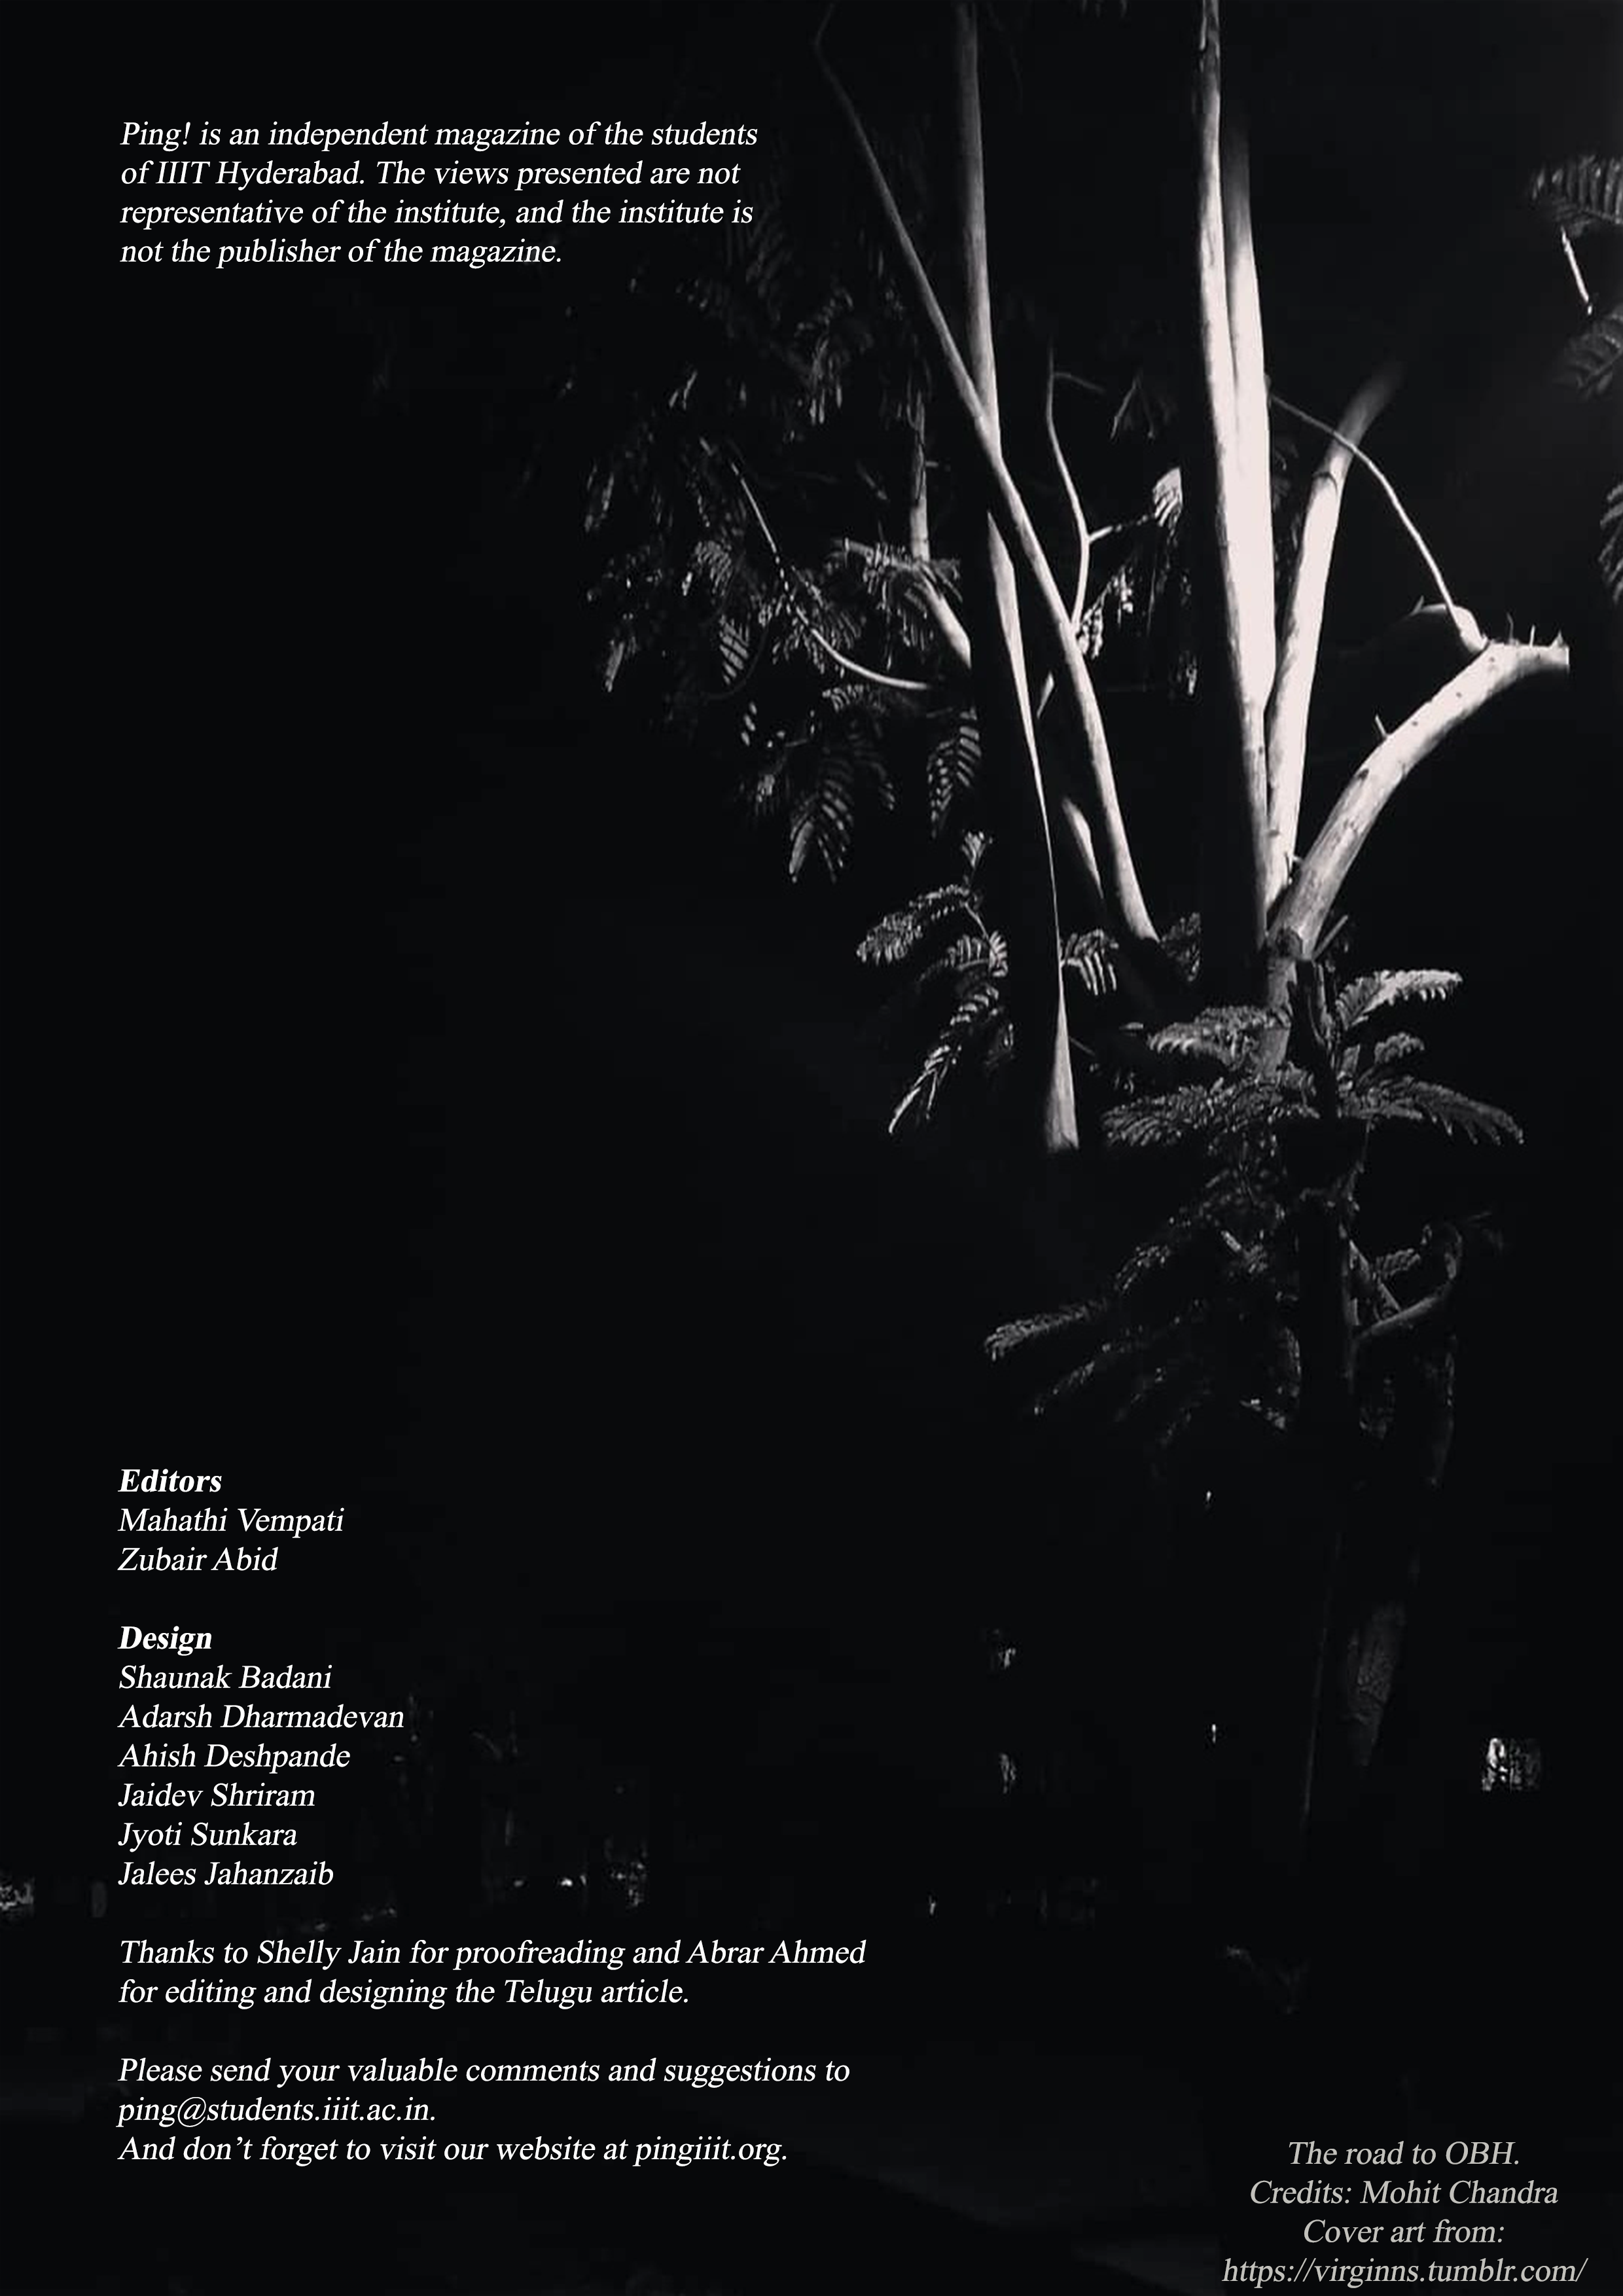 Ping! is an independent magazine of the students
of IIIT Hyderabad. The views presented are not
representative of the institute, and the institute is
not the publisher of the magazine.
Editors
Mahathi Vempati
Zubair Abid
Design
Shaunak Badani
Adarsh Dharmadevan
Ahish Deshpande
Jaidev Shriram
Jyoti Sunkara
Jalees Jahanzaib
Thanks to Shelly Jain for proofreading and Abrar Ahmed
for editing and designing the Telugu article.
Please send your valuable comments and suggestions to
ping@students.iiit.ac.in.
And don’t forget to visit our website at pingiiit.org.
The road to OBH.
Credits: Mohit Chandra
Cover art from:
https://virginns.tumblr.com/